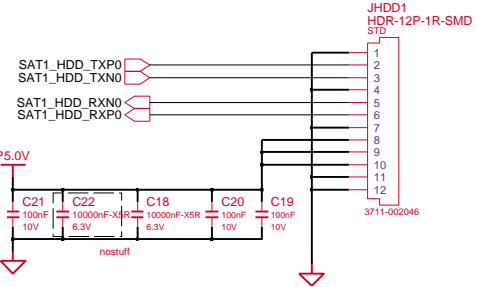 JHDD1
HDR-12P-1R-SMD
STD
1
SAT1_HDD_TXP0
2
SAT1_HDD_TXN0
3
4
SAT1_HDD_RXN0
5
SAT1_HDD_RXP0
6
7
8
P5.0V
9
10
11
12
C21
100nF
10V
C22
10000nF-X5R
6.3V
C18
10000nF-X5R
6.3V
C20
100nF
10V
C19
100nF
10V
3711-002046
nostuff